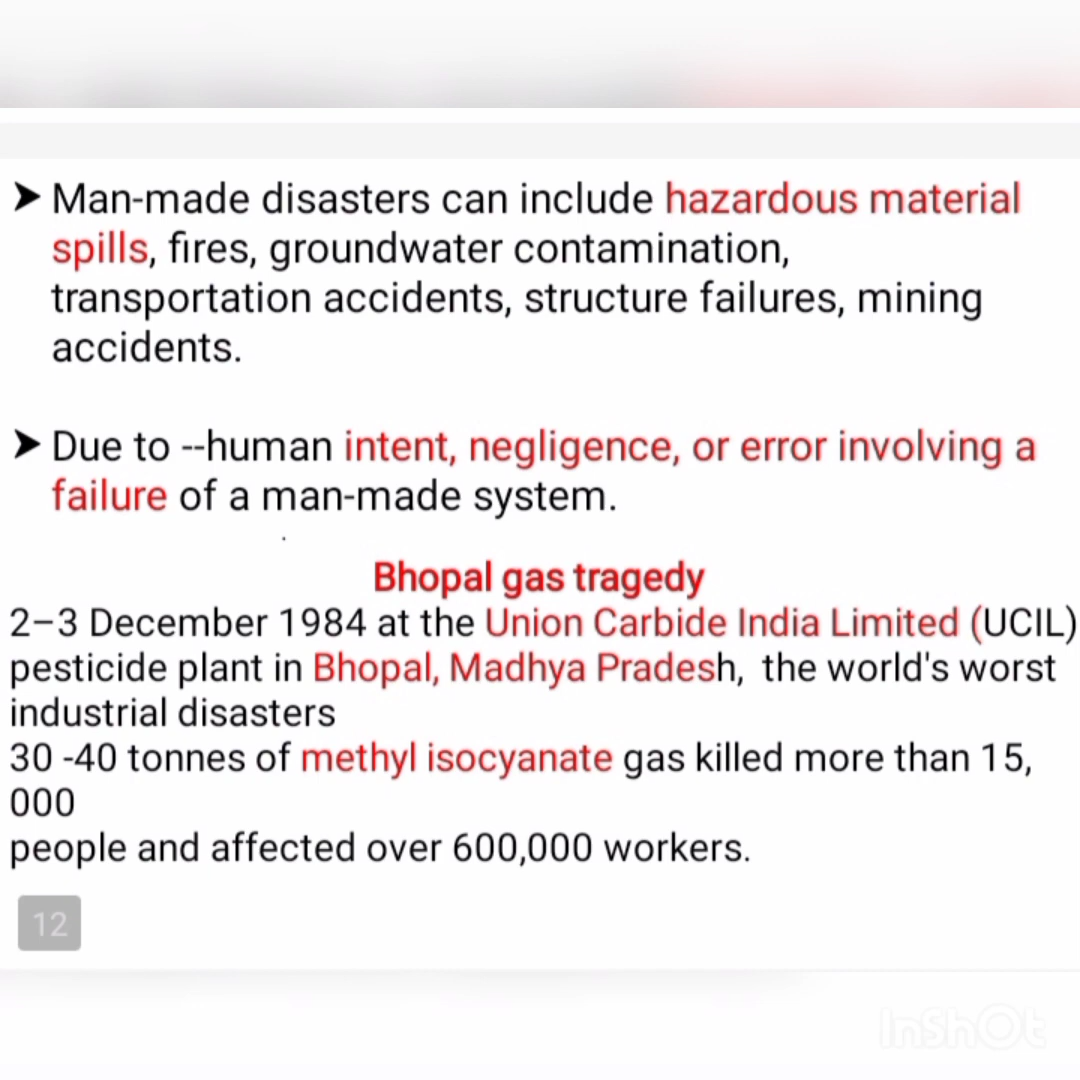 ➤ Man-made disasters can include hazardous material
spills, fires, groundwater contamination,
transportation accidents, structure failures, mining
accidents.
➤ Due to --human intent, negligence, or error involving a
failure of a man-made system.
Bhopal gas tragedy
2–3 December 1984 at the Union Carbide India Limited (UCIL)
pesticide plant in Bhopal, Madhya Pradesh,  the world's worst
industrial disasters
30 -40 tonnes of methyl isocyanate gas killed more than 15,
000
people and affected over 600,000 workers.
12
InShOt